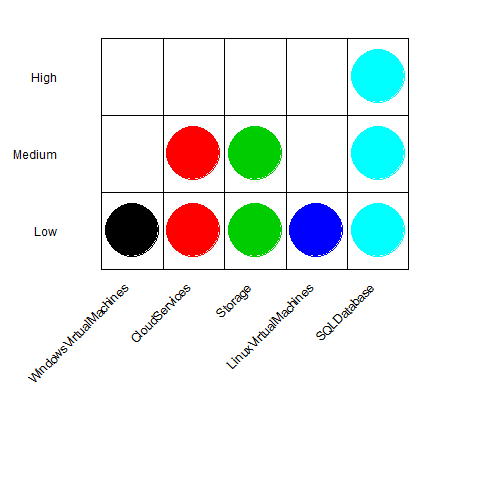 High
Medium
Low
WindowsVirtualMachines
CloudServices
Storage
LinuxVirtualMachines
SQLDatabase